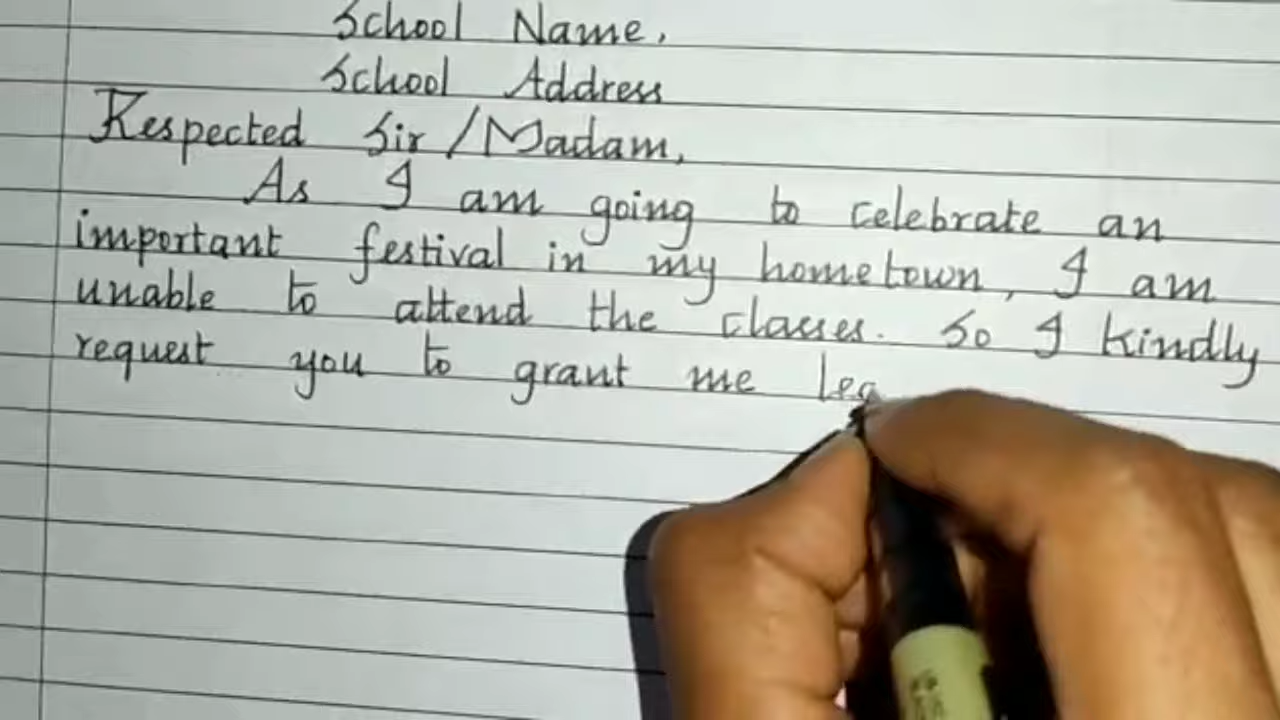 School Name,
School Address
Respected Sir/Madam,
As I am going to celebrate an
important festival in my hometown, I am
unable to attend the classes. So I kindly
request you to grant me lea